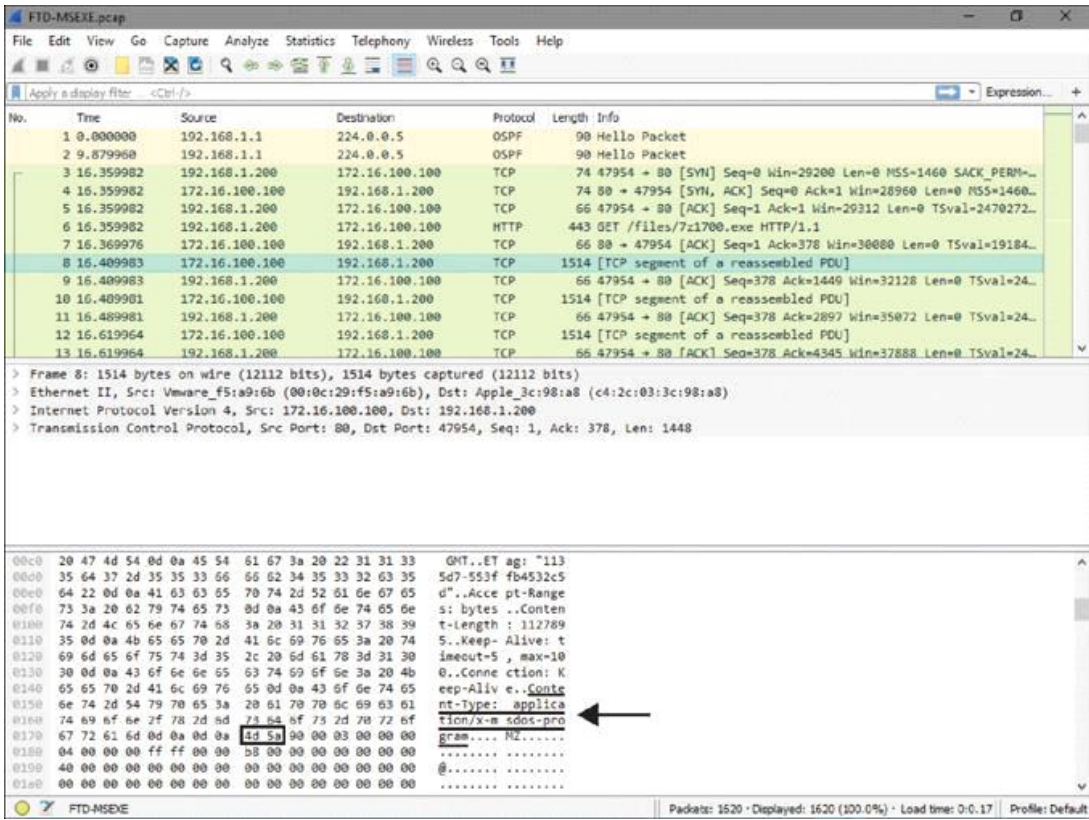 FTD-MSEXE.pcap
File Edit View Go Capture Analyze Statistics Telephony Wireless Tools Help
Apply a display filter ... <Ctrl-/> Expression... +
No. Time Source Destination Protocol Length Info
1 0.000000 192.168.1.1 224.0.0.5 OSPF 90 Hello Packet
2 9.879960 192.168.1.1 224.0.0.5 OSPF 90 Hello Packet
3 16.359982 192.168.1.200 172.16.100.100 TCP 74 47954 → 80 [SYN] Seq=0 Win=29200 Len=0 MSS=1460 SACK_PERM=…
4 16.359982 172.16.100.100 192.168.1.200 TCP 74 80 → 47954 [SYN, ACK] Seq=0 Ack=1 Win=28960 Len=0 MSS=1460…
5 16.359982 192.168.1.200 172.16.100.100 TCP 66 47954 → 80 [ACK] Seq=1 Ack=1 Win=29312 Len=0 TSval=2470272…
6 16.359982 192.168.1.200 172.16.100.100 HTTP 443 GET /files/7z1700.exe HTTP/1.1
7 16.369976 172.16.100.100 192.168.1.200 TCP 66 80 → 47954 [ACK] Seq=1 Ack=378 Win=30080 Len=0 TSval=19184…
8 16.409983 172.16.100.100 192.168.1.200 TCP 1514 [TCP segment of a reassembled PDU]
9 16.409983 192.168.1.200 172.16.100.100 TCP 66 47954 → 80 [ACK] Seq=378 Ack=1449 Win=32128 Len=0 TSval=24…
10 16.489981 172.16.100.100 192.168.1.200 TCP 1514 [TCP segment of a reassembled PDU]
11 16.489981 192.168.1.200 172.16.100.100 TCP 66 47954 → 80 [ACK] Seq=378 Ack=2897 Win=35072 Len=0 TSval=24…
12 16.619964 172.16.100.100 192.168.1.200 TCP 1514 [TCP segment of a reassembled PDU]
13 16.619964 192.168.1.200 172.16.100.100 TCP 66 47954 → 80 [ACK] Seq=378 Ack=4345 Win=37888 Len=0 TSval=24…
> Frame 8: 1514 bytes on wire (12112 bits), 1514 bytes captured (12112 bits)
> Ethernet II, Src: Vmware_f5:a9:6b (00:0c:29:f5:a9:6b), Dst: Apple_3c:98:a8 (c4:2c:03:3c:98:a8)
> Internet Protocol Version 4, Src: 172.16.100.100, Dst: 192.168.1.200
> Transmission Control Protocol, Src Port: 80, Dst Port: 47954, Seq: 1, Ack: 378, Len: 1448
00c0 20 47 4d 54 0d 0a 45 54 61 67 3a 20 22 31 31 33 GMT..ET ag: "113
00d0 35 64 37 2d 35 35 33 66 66 62 34 35 33 32 63 35 5d7-553f fb4532c5
00e0 64 22 0d 0a 41 63 63 65 70 74 2d 52 61 6e 67 65 d"..Acce pt-Range
00f0 73 3a 20 62 79 74 65 73 0d 0a 43 6f 6e 74 65 6e s: bytes ..Conten
0100 74 2d 4c 65 6e 67 74 68 3a 20 31 31 32 37 38 39 t-Length : 112789
0110 35 0d 0a 4b 65 65 70 2d 41 6c 69 76 65 3a 20 74 5..Keep- Alive: t
0120 69 6d 65 6f 75 74 3d 35 2c 20 6d 61 78 3d 31 30 imeout=5 , max=10
0130 30 0d 0a 43 6f 6e 6e 65 63 74 69 6f 6e 3a 20 4b 0..Conne ction: K
0140 65 65 70 2d 41 6c 69 76 65 0d 0a 43 6f 6e 74 65 eep-Aliv e..Conte
0150 6e 74 2d 54 79 70 65 3a 20 61 70 70 6c 69 63 61 nt-Type: applica
0160 74 69 6f 6e 2f 78 2d 6d 73 64 6f 73 2d 70 72 6f tion/x-m sdos-pro
0170 67 72 61 6d 0d 0a 0d 0a 4d 5a 90 00 03 00 00 00 gram.... MZ......
0180 04 00 00 00 ff ff 00 00 b8 00 00 00 00 00 00 00 ........ ........
0190 40 00 00 00 00 00 00 00 00 00 00 00 00 00 00 00 @....... ........
01a0 00 00 00 00 00 00 00 00 00 00 00 00 00 00 00 00 ........ ........
FTD-MSEXE Packets: 1620 · Displayed: 1620 (100.0%) · Load time: 0:0.17 Profile: Default